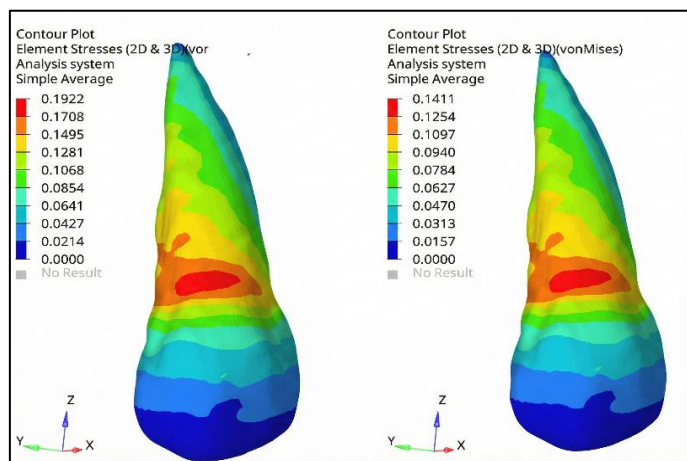 Contour Plot
Element Stresses (2D & 3D)(vor
Analysis system
Simple Average
0.1922
0.1708
0.1495
0.1281
0.1068
0.0854
0.0641
0.0427
0.0214
0.0000
No Result
Z
Y
X
Contour Plot
Element Stresses (2D & 3D)(vonMises)
Analysis system
Simple Average
0.1411
0.1254
0.1097
0.0940
0.0784
0.0627
0.0470
0.0313
0.0157
0.0000
No Result
Z
Y
X